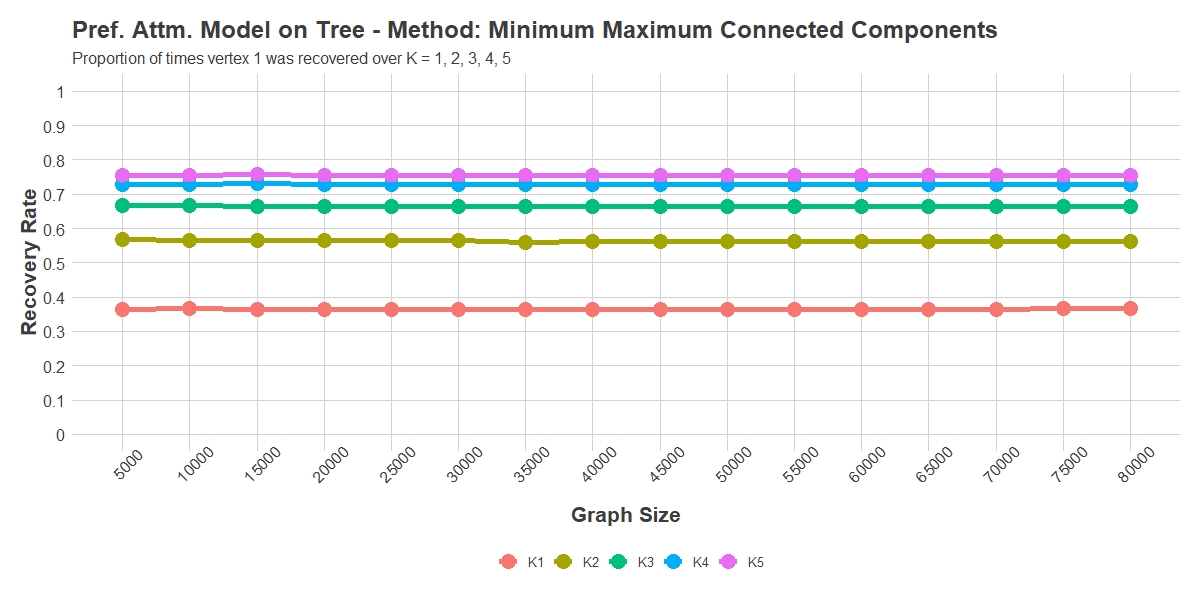 Pref. Attm. Model on Tree - Method: Minimum Maximum Connected Components
Proportion of times vertex 1 was recovered over K = 1, 2, 3, 4, 5
Recovery Rate
1
0.9
0.8
0.7
0.6
0.5
0.4
0.3
0.2
0.1
0
5000 10000 15000 20000 25000 30000 35000 40000 45000 50000 55000 60000 65000 70000 75000 80000
Graph Size
K1 K2 K3 K4 K5